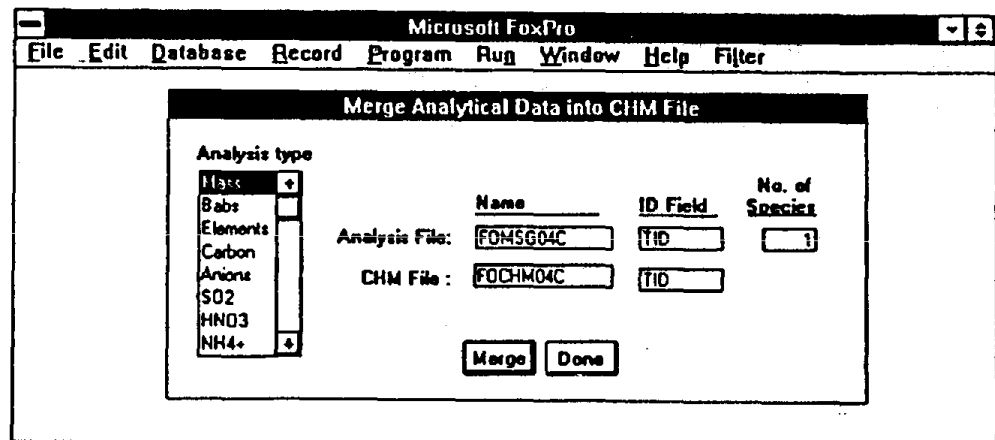 Microsoft FoxPro
File Edit Database Record Program Run Window Help Filter
Merge Analytical Data into CHM File
Analysis type
Mass
Babs
Elements
Carbon
Anions
SO2
HNO3
NH4+
Name ID Field No. of Species
Analysis File: FOMSG04C TID 1
CHM File : FOCHM04C TID
Merge Done